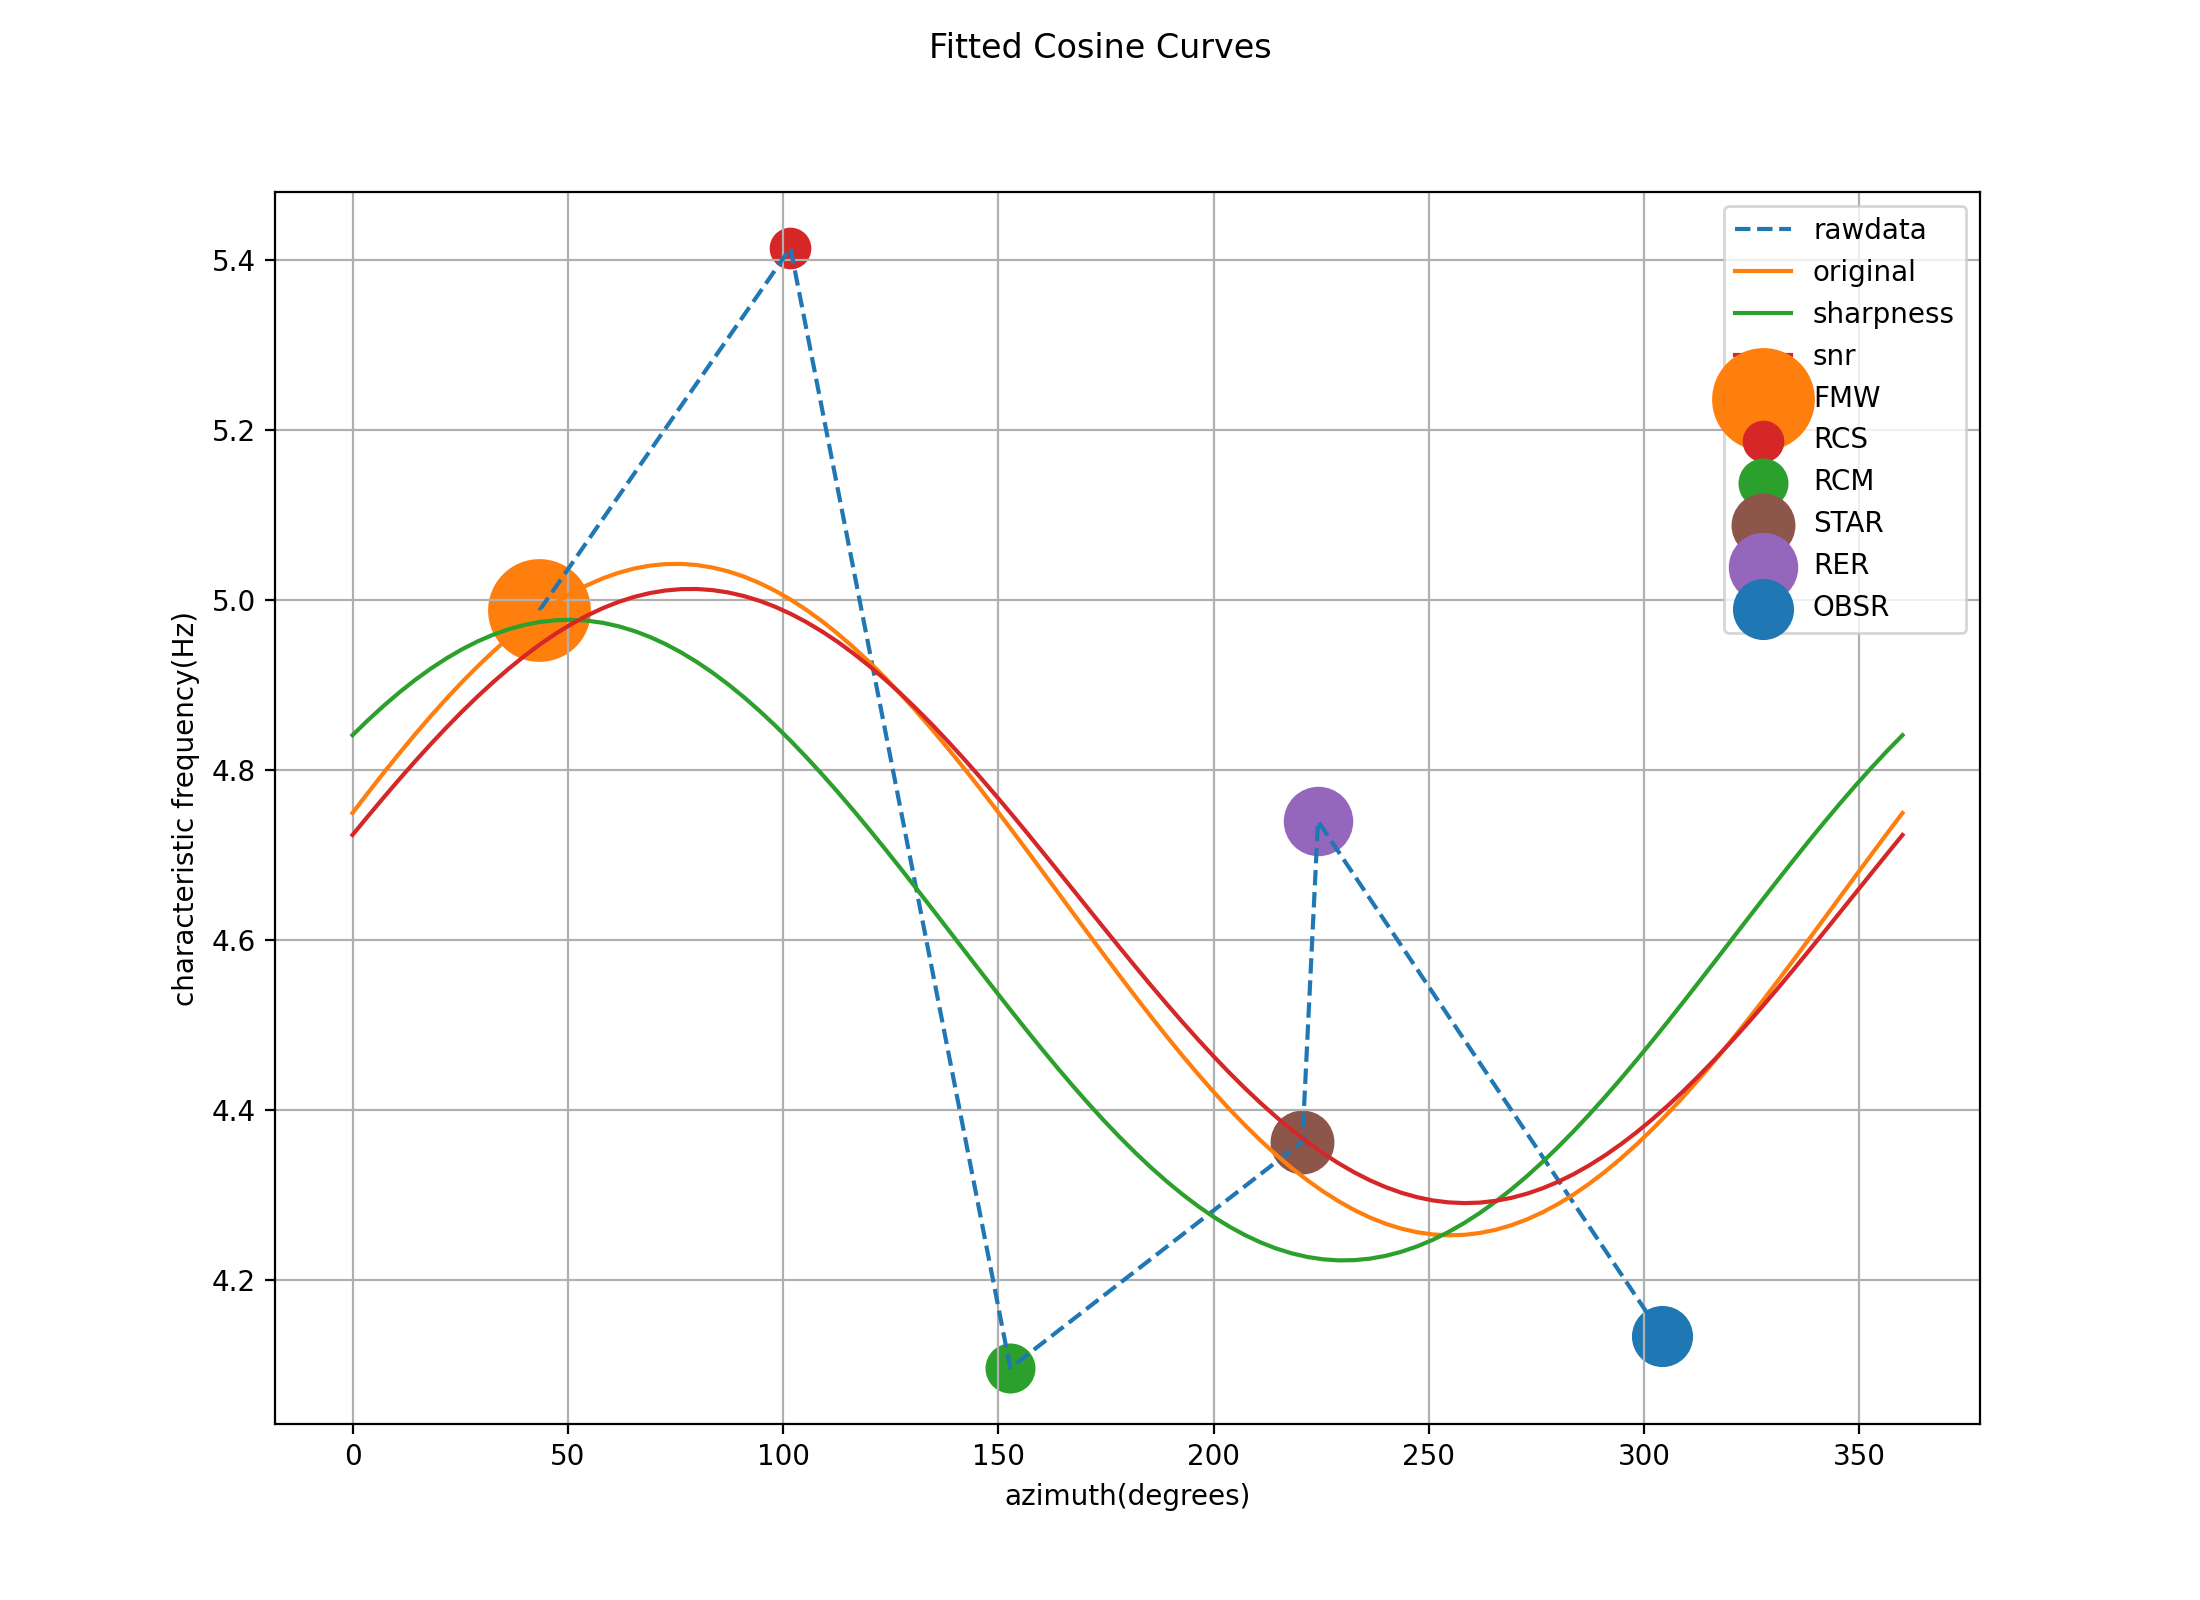 Fitted Cosine Curves
rawdata
original
sharpness
snr
FMW
RCS
RCM
STAR
RER
OBSR
5.4
5.2
5.0
4.8
4.6
4.4
4.2
characteristic frequency(Hz)
0 50 100 150 200 250 300 350
azimuth(degrees)